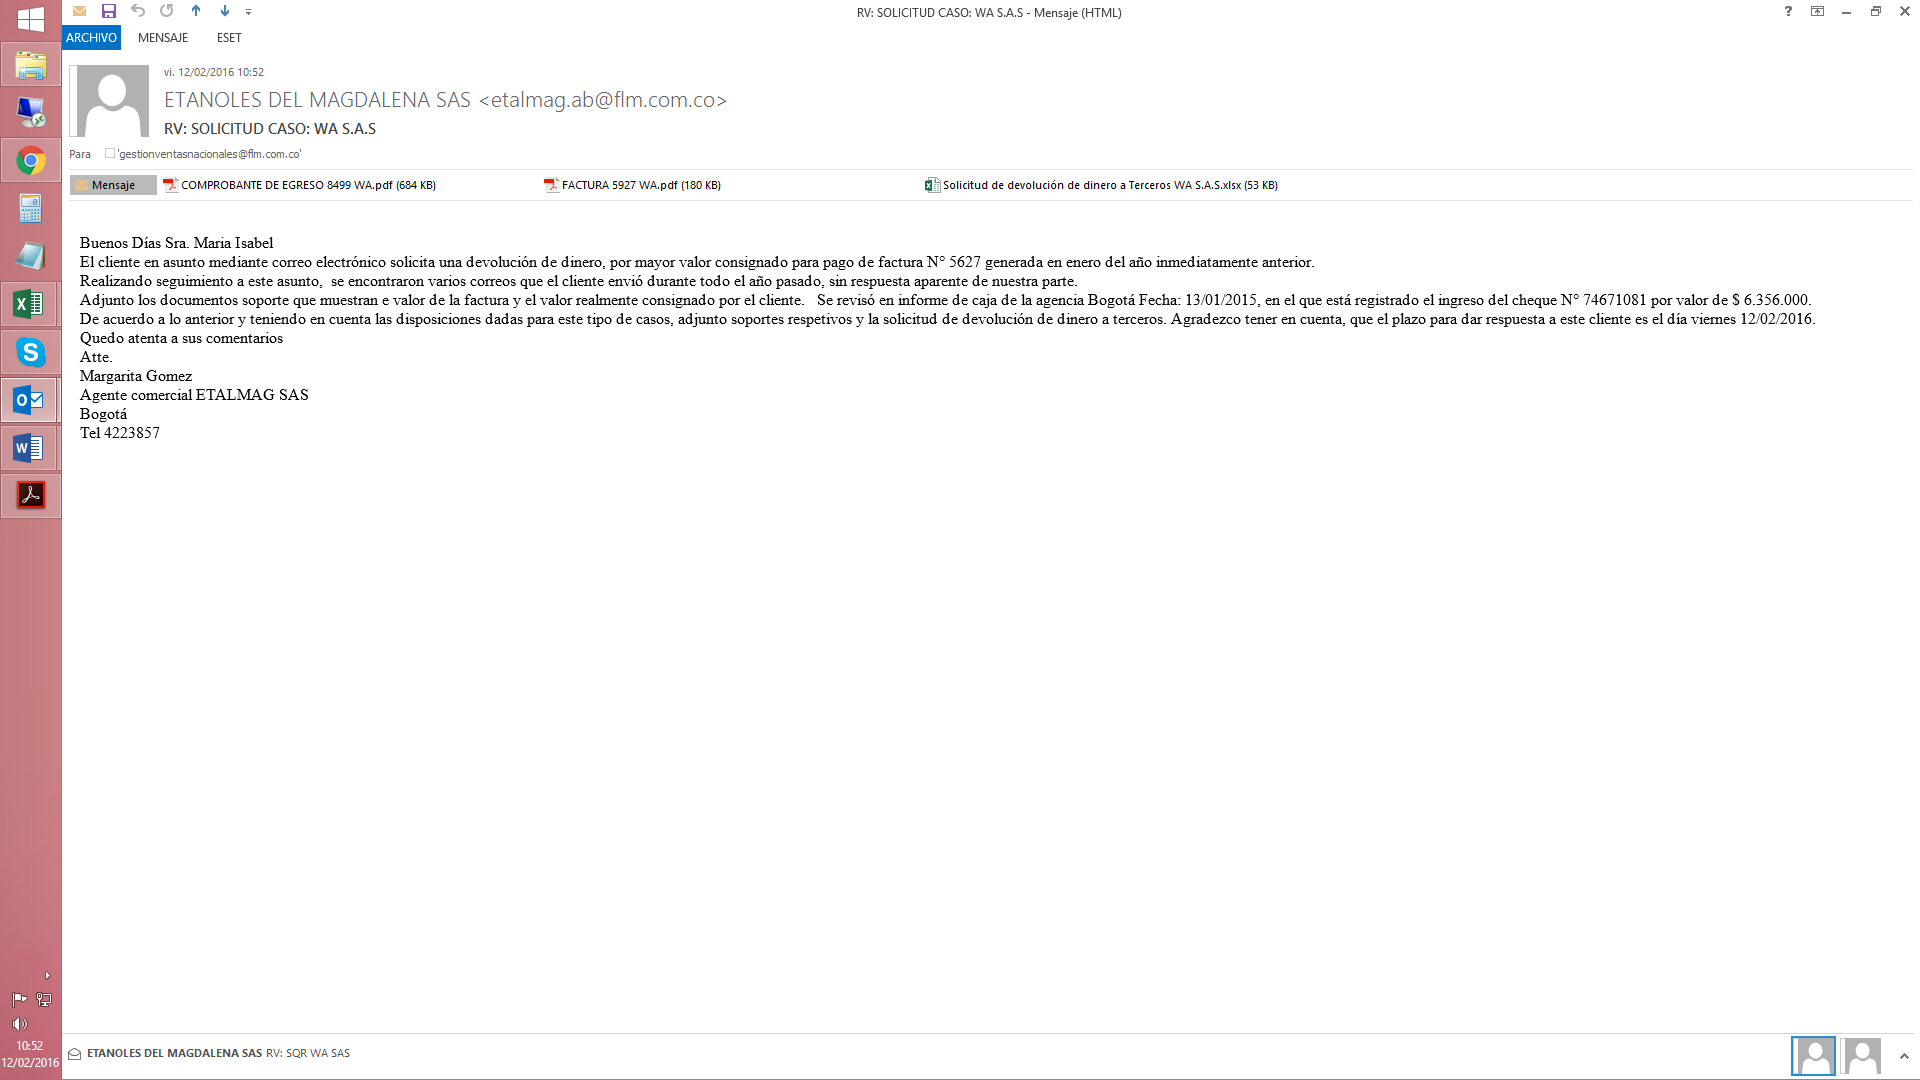 RV: SOLICITUD CASO: WA S.A.S - Mensaje (HTML)
ARCHIVO MENSAJE ESET
vi. 12/02/2016 10:52
ETANOLES DEL MAGDALENA SAS <etalmag.ab@flm.com.co>
RV: SOLICITUD CASO: WA S.A.S
Para 'gestionventasnacionales@flm.com.co'
Mensaje COMPROBANTE DE EGRESO 8499 WA.pdf (684 KB) FACTURA 5927 WA.pdf (180 KB) Solicitud de devolución de dinero a Terceros WA S.A.S.xlsx (53 KB)
Buenos Días Sra. Maria Isabel
El cliente en asunto mediante correo electrónico solicita una devolución de dinero, por mayor valor consignado para pago de factura N° 5627 generada en enero del año inmediatamente anterior.
Realizando seguimiento a este asunto,  se encontraron varios correos que el cliente envió durante todo el año pasado, sin respuesta aparente de nuestra parte.
Adjunto los documentos soporte que muestran e valor de la factura y el valor realmente consignado por el cliente.   Se revisó en informe de caja de la agencia Bogotá Fecha: 13/01/2015, en el que está registrado el ingreso del cheque N° 74671081 por valor de $ 6.356.000.
De acuerdo a lo anterior y teniendo en cuenta las disposiciones dadas para este tipo de casos, adjunto soportes respetivos y la solicitud de devolución de dinero a terceros. Agradezco tener en cuenta, que el plazo para dar respuesta a este cliente es el día viernes 12/02/2016.
Quedo atenta a sus comentarios
Atte.
Margarita Gomez
Agente comercial ETALMAG SAS
Bogotá
Tel 4223857
10:52
12/02/2016
ETANOLES DEL MAGDALENA SAS RV: SQR WA SAS